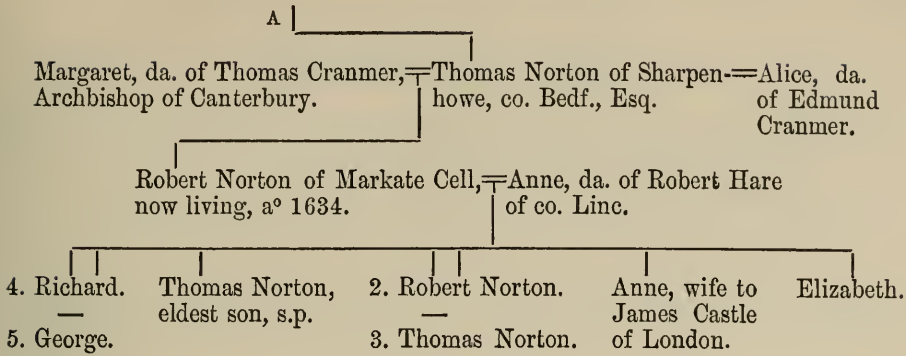 A
Margaret, da. of Thomas Cranmer,=Thomas Norton of Sharpen-=Alice, da.
Archbishop of Canterbury. howe, co. Bedf., Esq. of Edmund
Cranmer.
Robert Norton of Markate Cell,=Anne, da. of Robert Hare
now living, aº 1634. of co. Linc.
4. Richard. Thomas Norton, 2. Robert Norton. Anne, wife to Elizabeth.
— eldest son, s.p. — James Castle
5. George. 3. Thomas Norton. of London.